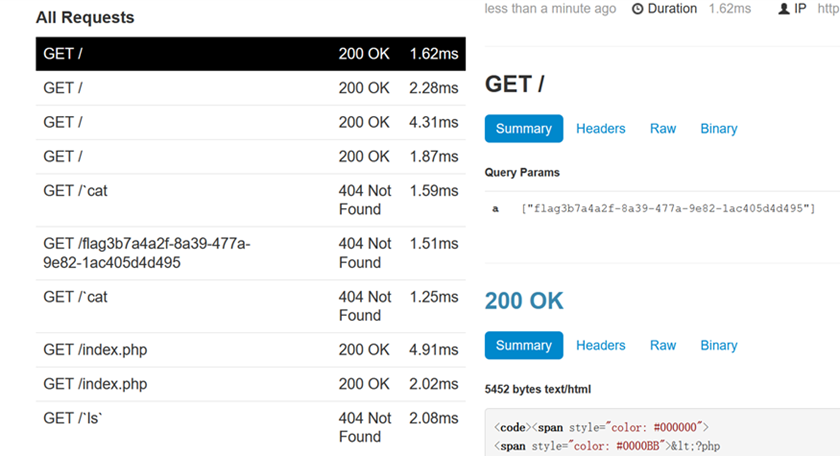 All Requests
GET / 200 OK 1.62ms
GET / 200 OK 2.28ms
GET / 200 OK 4.31ms
GET / 200 OK 1.87ms
GET /`cat 404 Not Found 1.59ms
GET /flag3b7a4a2f-8a39-477a-
9e82-1ac405d4d495 404 Not Found 1.51ms
GET /`cat 404 Not Found 1.25ms
GET /index.php 200 OK 4.91ms
GET /index.php 200 OK 2.02ms
GET /`ls` 404 Not Found 2.08ms
less than a minute ago Duration 1.62ms IP http
GET /
Summary Headers Raw Binary
Query Params
a ["flag3b7a4a2f-8a39-477a-9e82-1ac405d4d495"]
200 OK
Summary Headers Raw Binary
5452 bytes text/html
<code><span style="color: #000000">
<span style="color: #0000BB">&lt;?php